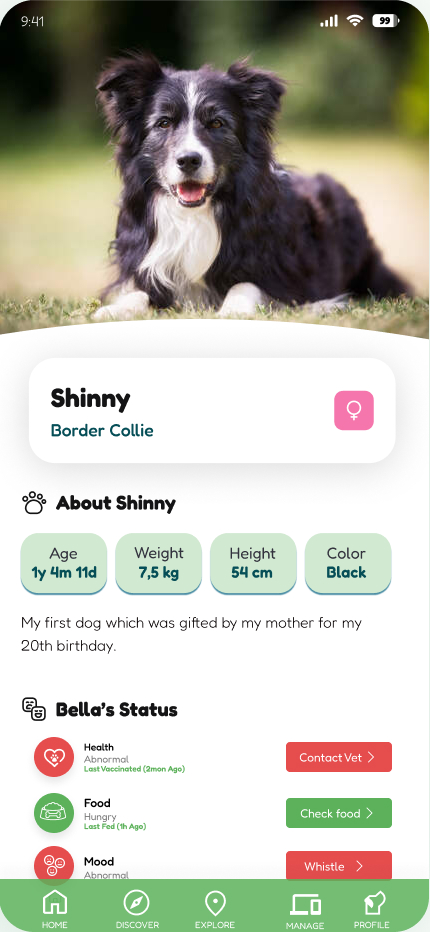 9:41
99
Shinny
Border Collie
About Shinny
Age
1y 4m 11d
Weight
7,5 kg
Height
54 cm
Color
Black
My first dog which was gifted by my mother for my
20th birthday.
Bella's Status
Health
Abnormal
Last Vaccinated (2mon Ago)
Contact Vet
Food
Hungry
Last Fed (1h Ago)
Check food
Mood
Abnormal
Whistle
HOME
DISCOVER
EXPLORE
MANAGE
PROFILE